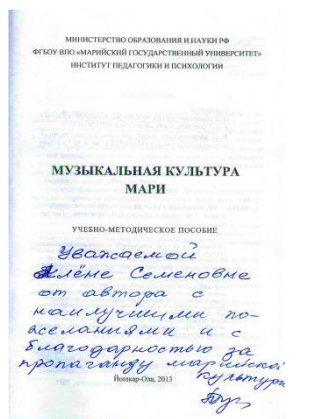 МИНИСТЕРСТВО ОБРАЗОВАНИЯ И НАУКИ РФ
ФГБОУ ВПО «МАРИЙСКИЙ ГОСУДАРСТВЕННЫЙ УНИВЕРСИТЕТ»
ИНСТИТУТ ПЕДАГОГИКИ И ПСИХОЛОГИИ
МУЗЫКАЛЬНАЯ КУЛЬТУРА
МАРИ
УЧЕБНО-МЕТОДИЧЕСКОЕ ПОСОБИЕ
Уважаемой
Алёне Семеновне
от автора с
наилучшими по-
желаниями и с
благодарностью за
пропаганду марийской
культуры
Йошкар-Ола, 2013